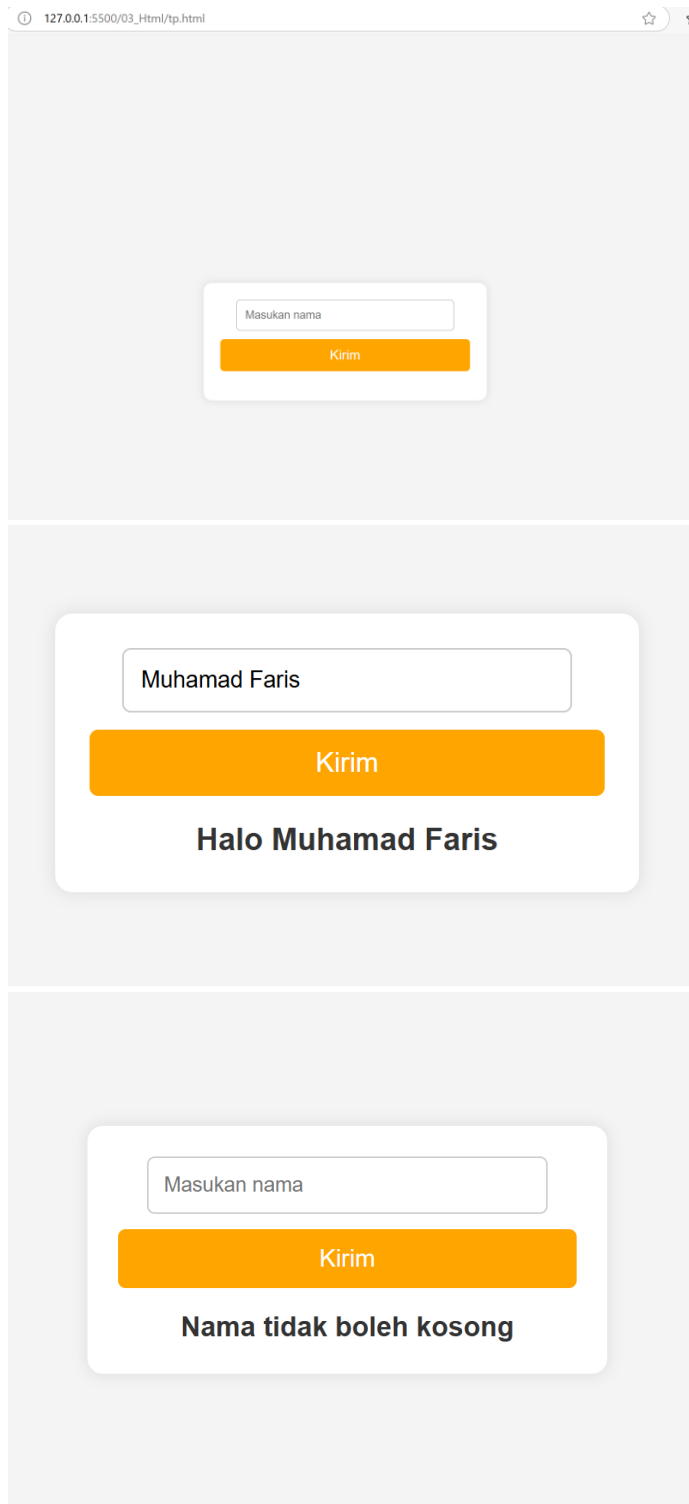 127.0.0.1:5500/03_Html/tp.html
Masukan nama
Kirim
Muhamad Faris
Kirim
Halo Muhamad Faris
Masukan nama
Kirim
Nama tidak boleh kosong